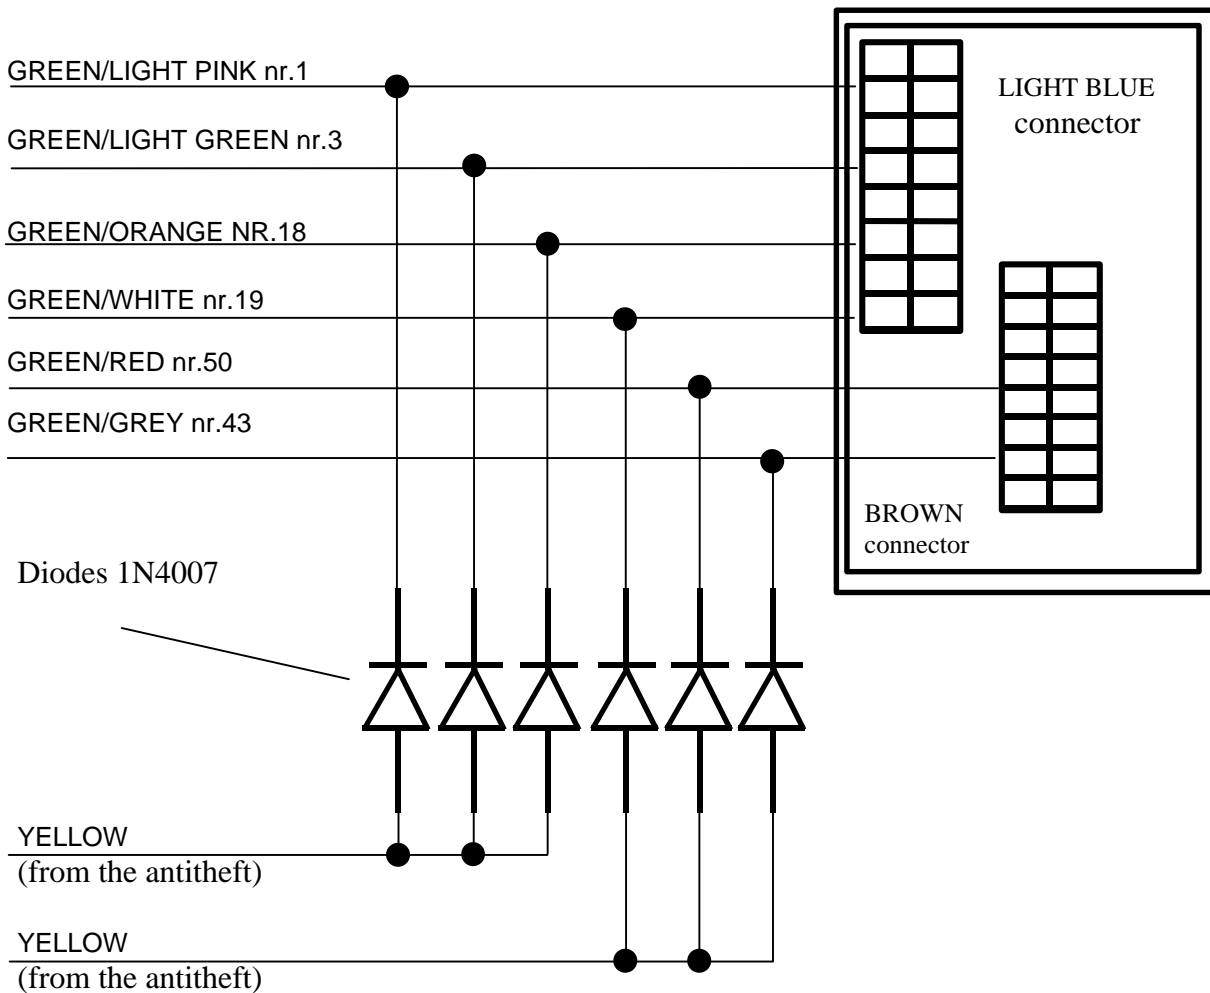 GREEN/LIGHT PINK nr.1
LIGHT BLUE
connector
GREEN/LIGHT GREEN nr.3
GREEN/ORANGE NR.18
GREEN/WHITE nr.19
GREEN/RED nr.50
GREEN/GREY nr.43
BROWN
connector
Diodes 1N4007
YELLOW
(from the antitheft)
YELLOW
(from the antitheft)